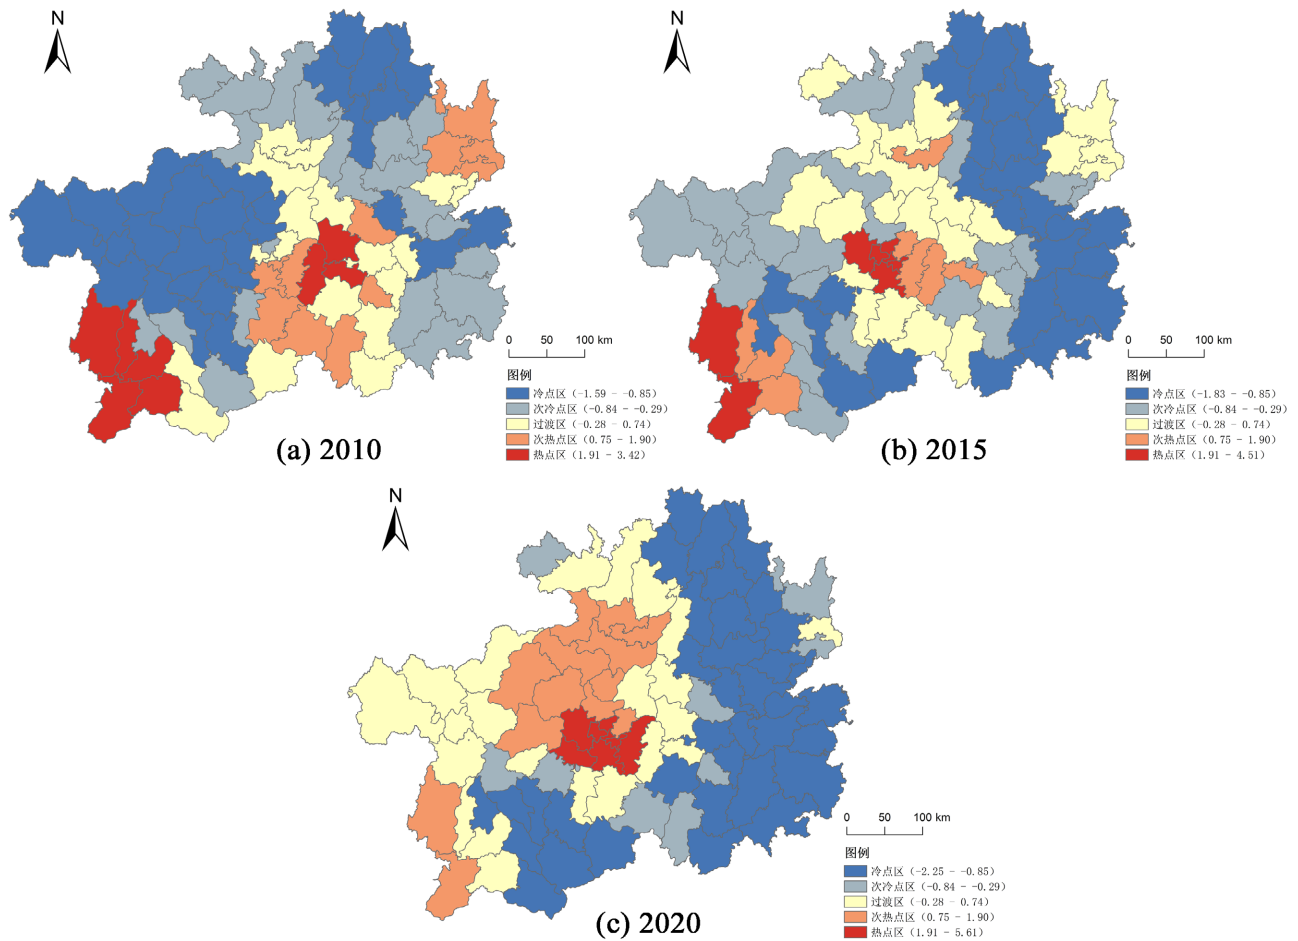 N
0 50 100 km
图例
冷点区（-1.59 - -0.85）
次冷点区（-0.84 - -0.29）
过渡区（-0.28 - 0.74）
次热点区（0.75 - 1.90）
热点区（1.91 - 3.42）
(a) 2010
N
0 50 100 km
图例
冷点区（-1.83 - -0.85）
次冷点区（-0.84 - -0.29）
过渡区（-0.28 - 0.74）
次热点区（0.75 - 1.90）
热点区（1.91 - 4.51）
(b) 2015
N
0 50 100 km
图例
冷点区（-2.25 - -0.85）
次冷点区（-0.84 - -0.29）
过渡区（-0.28 - 0.74）
次热点区（0.75 - 1.90）
热点区（1.91 - 5.61）
(c) 2020